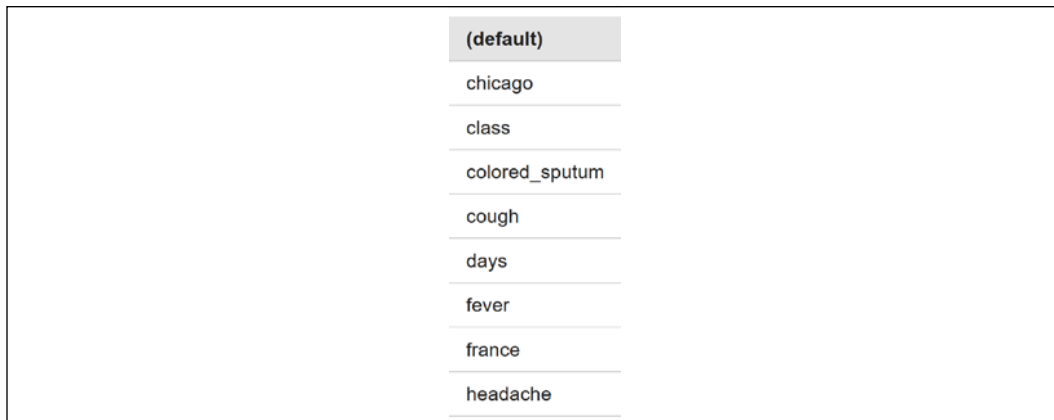 (default)
chicago
class
colored_sputum
cough
days
fever
france
headache